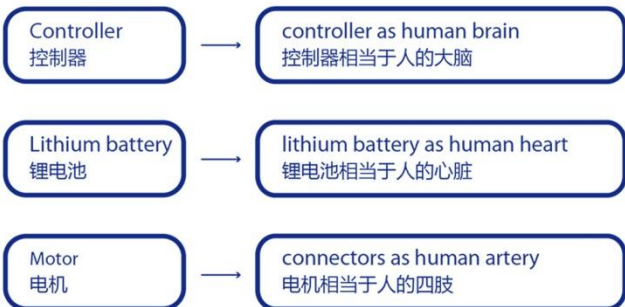 Controller
控制器
controller as human brain
控制器相当于人的大脑
Lithium battery
锂电池
lithium battery as human heart
锂电池相当于人的心脏
Motor
电机
connectors as human artery
电机相当于人的四肢